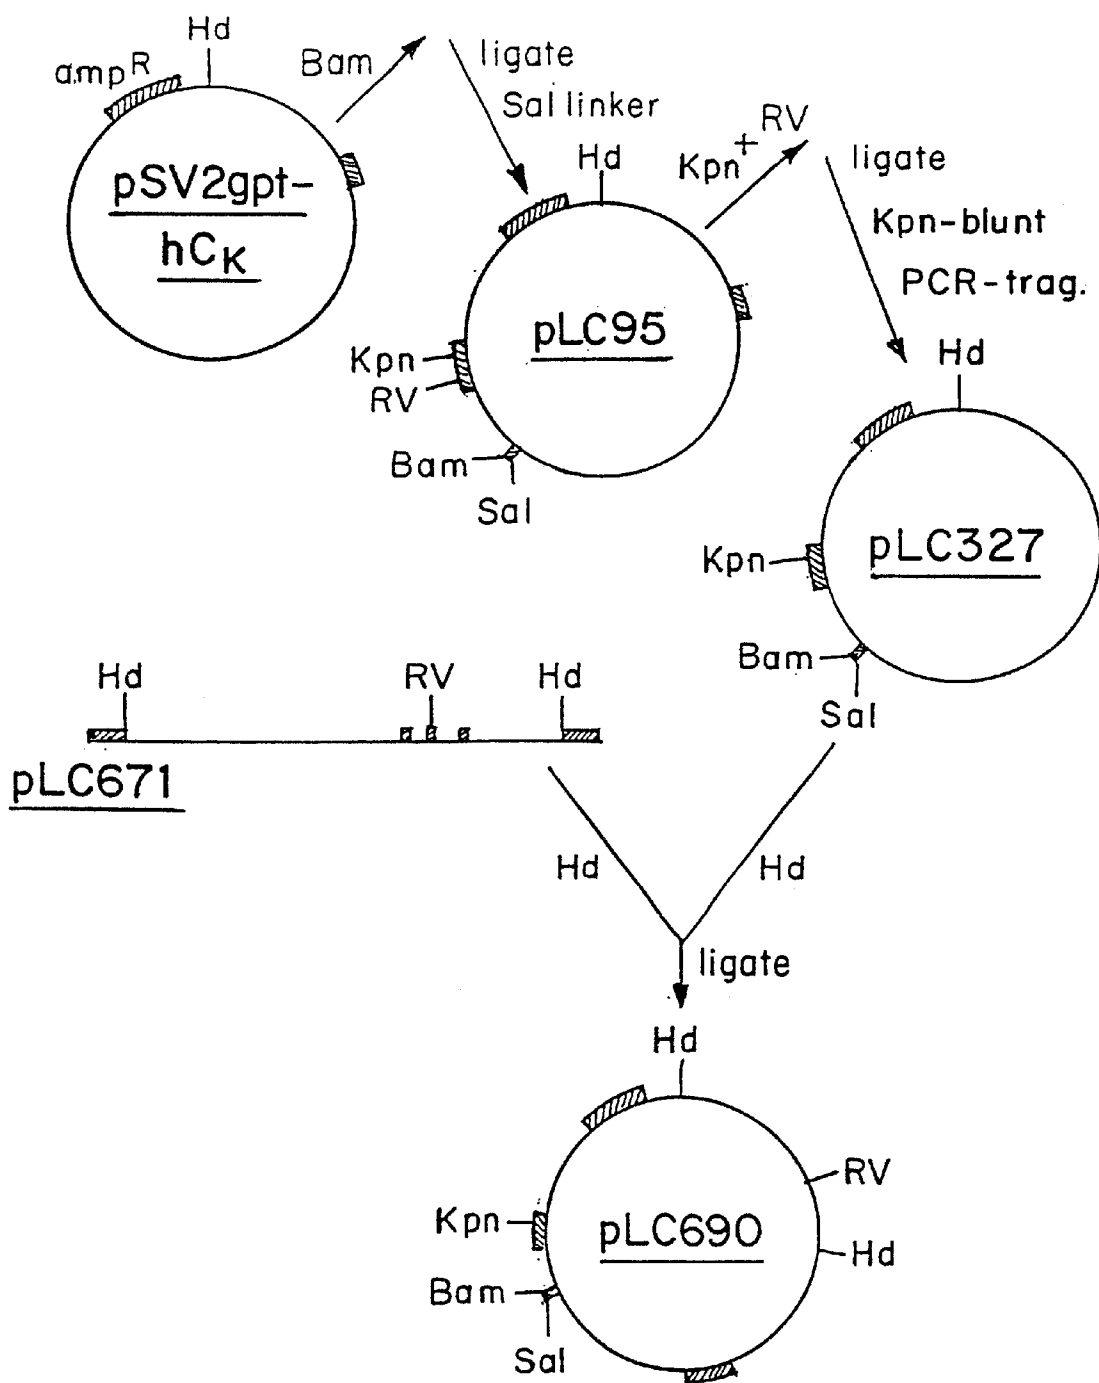 Hd
ampR
Bam
ligate
Sal linker
pSV2gpt-
hCK
Hd
Kpn + RV
ligate
Kpn-blunt
PCR-trag.
pLC95
Kpn
RV
Bam
Sal
Hd
pLC327
Kpn
Bam
Sal
Hd
RV
Hd
pLC671
Hd
Hd
ligate
Hd
RV
Kpn
pLC690
Hd
Bam
Sal